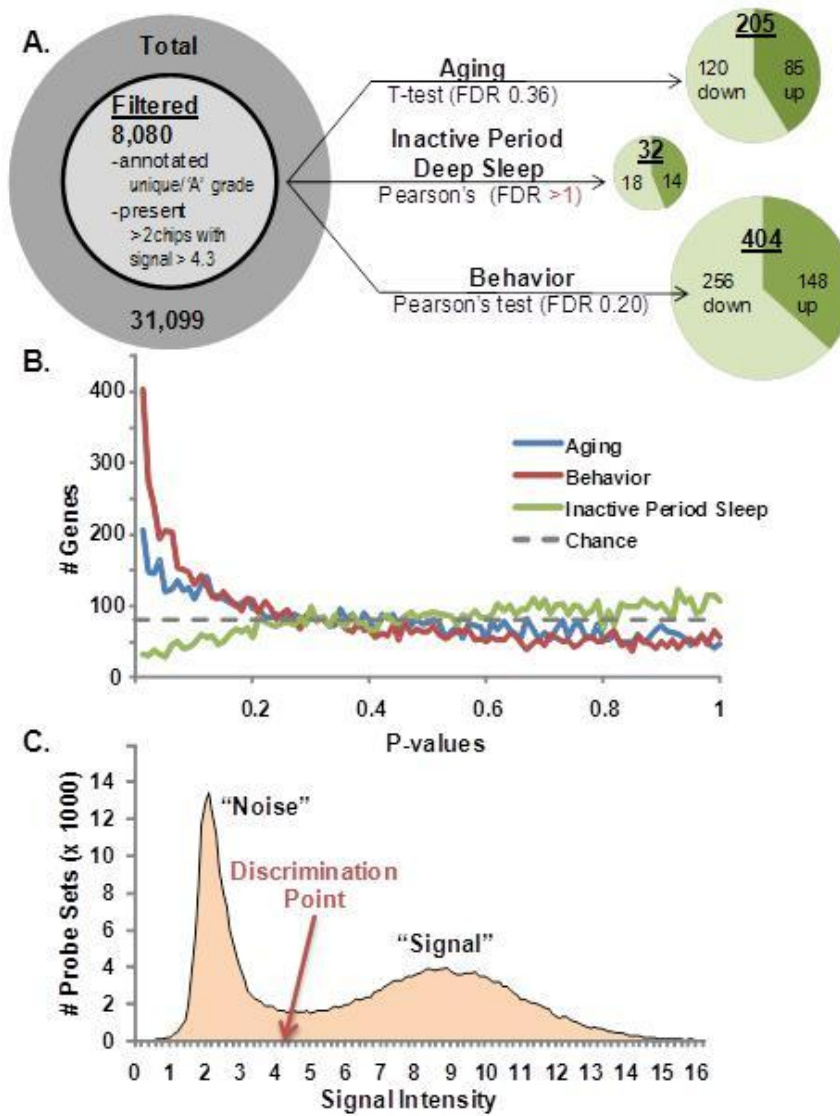 A.
Total
Filtered
8,080
-annotated
unique/'A' grade
-present
>2chips with
signal > 4.3
31,099
Aging
T-test (FDR 0.36)
205
120
down
85
up
Inactive Period
Deep Sleep
Pearson's (FDR >1)
32
18
14
Behavior
Pearson's test (FDR 0.20)
404
256
down
148
up
B.
# Genes
400
300
200
100
0
Aging
Behavior
Inactive Period Sleep
Chance
0.2
0.4
0.6
0.8
1
P-values
C.
# Probe Sets (x 1000)
14
12
10
8
6
4
2
0
"Noise"
Discrimination
Point
"Signal"
0 1 2 3 4 5 6 7 8 9 10 11 12 13 14 15 16
Signal Intensity